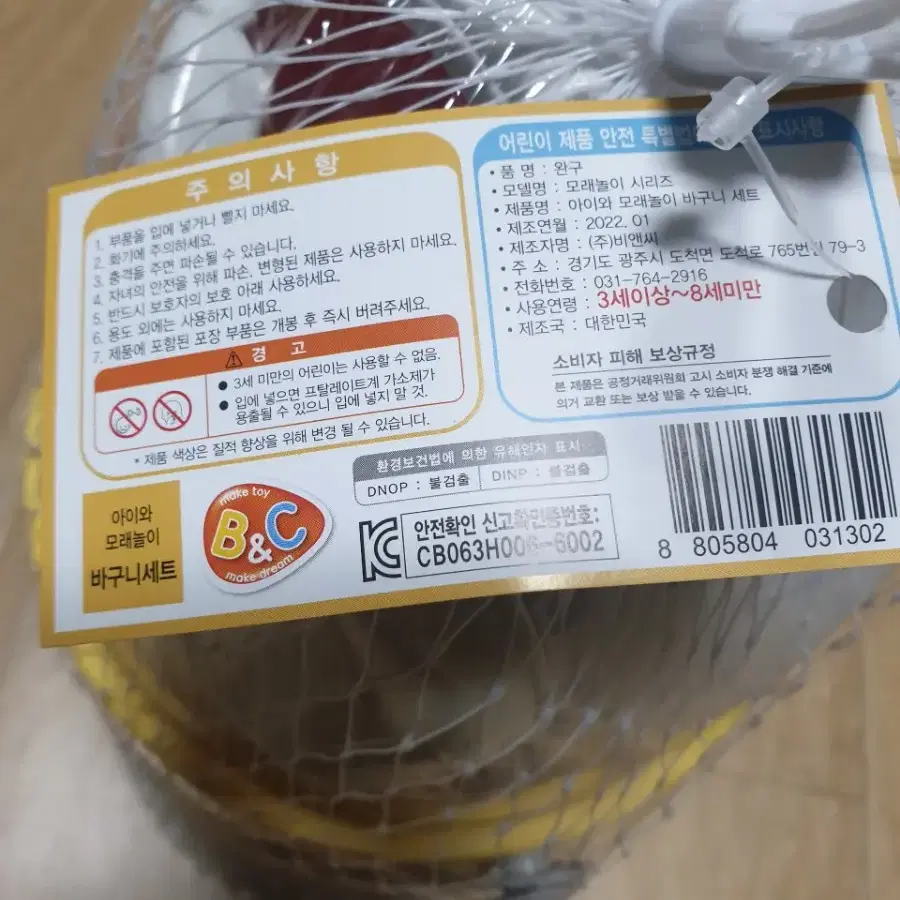 주의사항
1. 부품을 입에 넣거나 빨지 마세요.
2. 화기에 주의하세요.
3. 충격을 주면 파손될 수 있습니다.
4. 자녀의 안전을 위해 파손, 변형된 제품은 사용하지 마세요.
5. 반드시 보호자의 보호 아래 사용하세요.
6. 용도 외에는 사용하지 마세요.
7. 제품에 포함된 포장 부품은 개봉 후 즉시 버려주세요.
경 고
● 3세 미만의 어린이는 사용할 수 없음.
● 입에 넣으면 프탈레이트계 가소제가
용출될 수 있으니 입에 넣지 말 것.
* 제품 색상은 질적 향상을 위해 변경 될 수 있습니다.
어린이 제품 안전 특별법 표시사항
• 품 명 : 완구
• 모델명 : 모래놀이 시리즈
• 제품명 : 아이와 모래놀이 바구니 세트
• 제조연월 : 2022. 01
• 제조자명 : (주)비앤씨
• 주 소 : 경기도 광주시 도척면 도척로 765번길 79-3
• 전화번호 : 031-764-2916
• 사용연령 : 3세이상~8세미만
• 제조국 : 대한민국
소비자 피해 보상규정
본 제품은 공정거래위원회 고시 소비자 분쟁 해결 기준에
의거 교환 또는 보상 받을 수 있습니다.
환경보건법에 의한 유해인자 표시
DNOP : 불검출 DINP : 불검출
안전확인 신고확인증번호:
CB063H006-6002
8 805804 031302
아이와
모래놀이
바구니세트
make toy
B&C
make dream